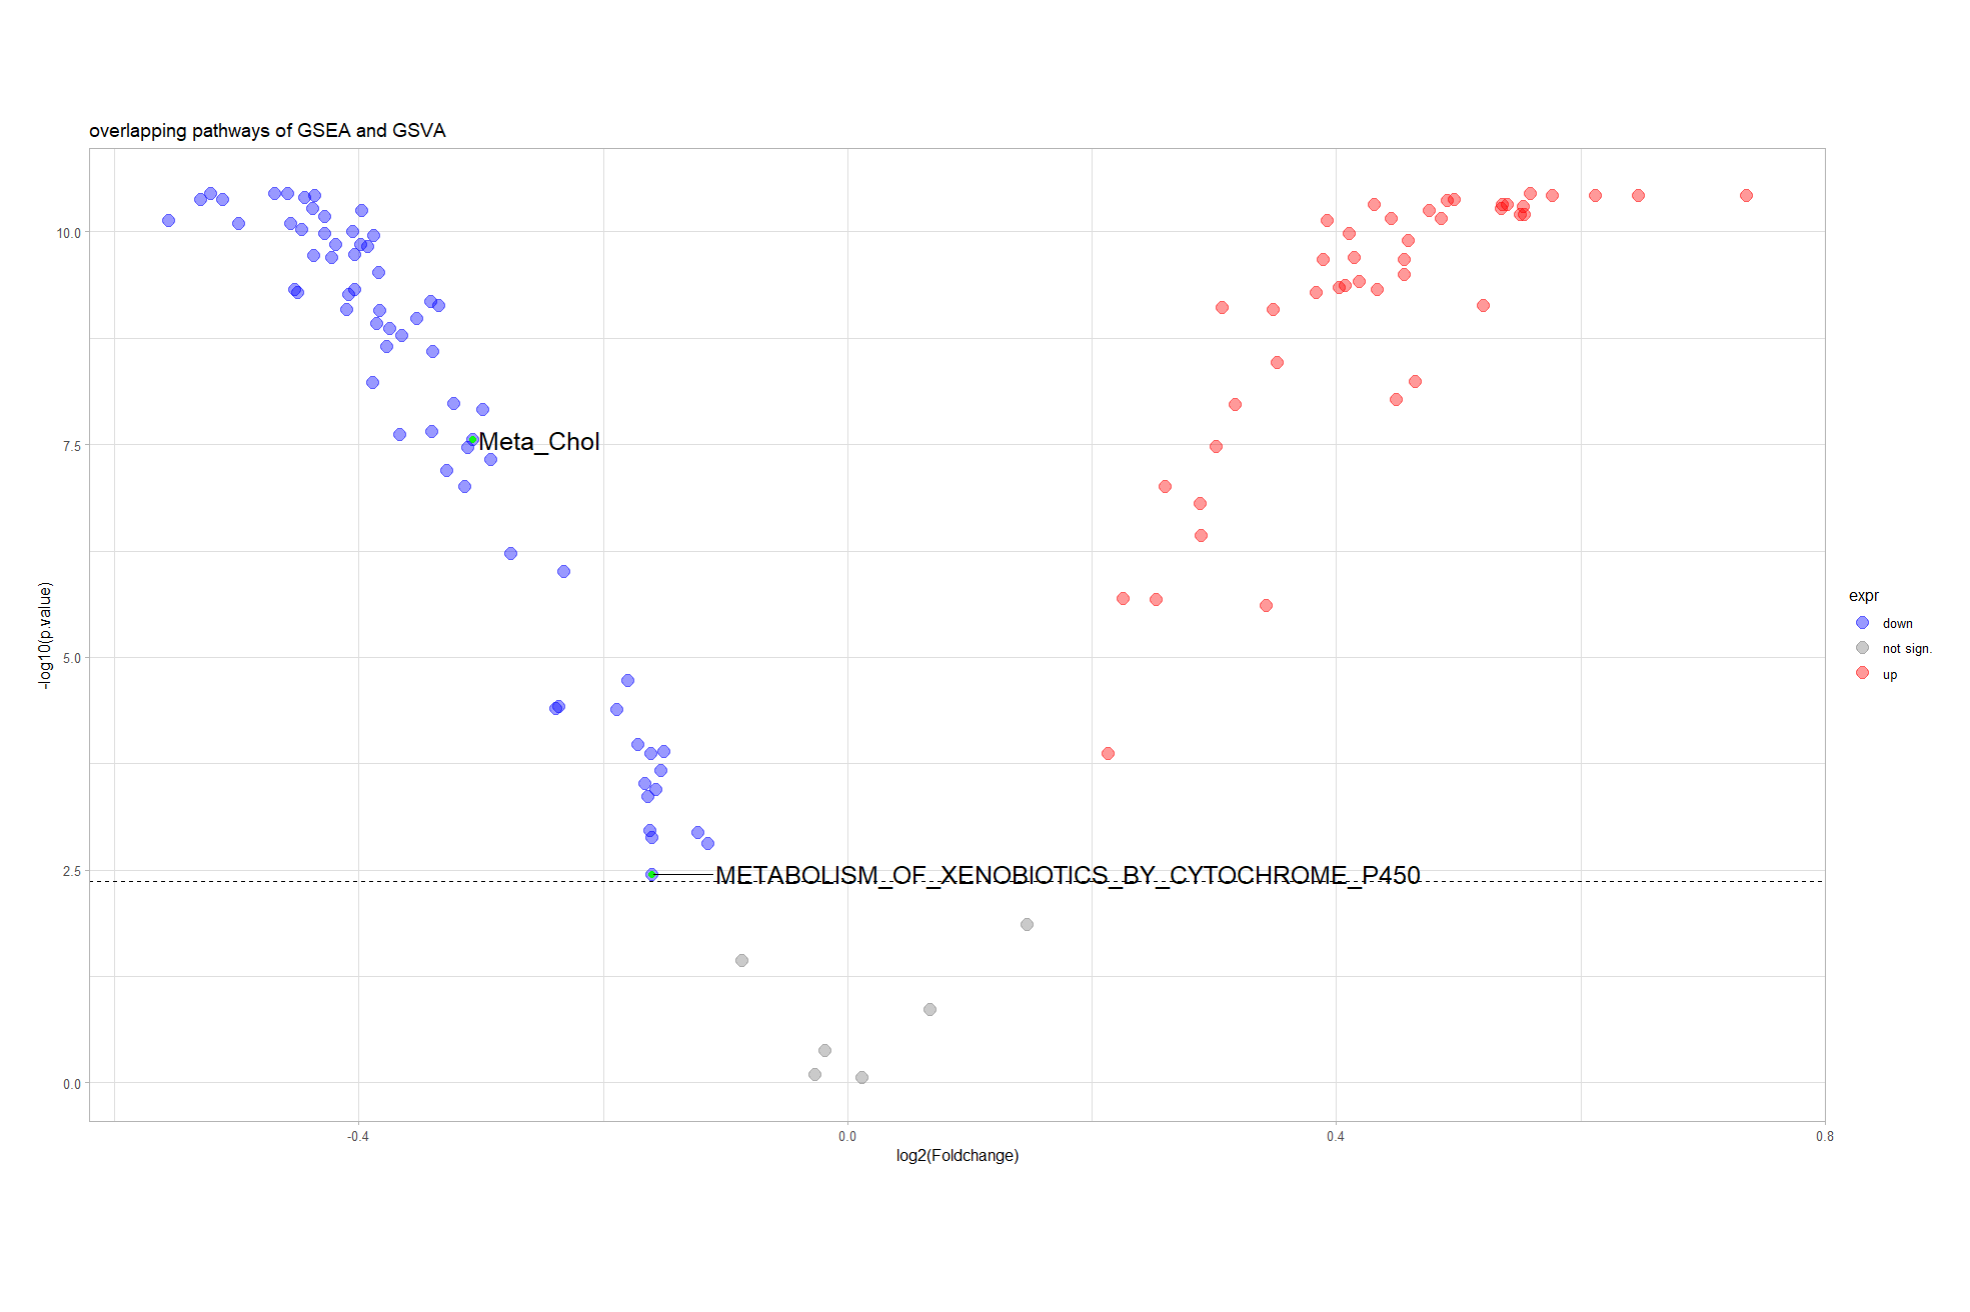 overlapping pathways of GSEA and GSVA
10.0
7.5
5.0
2.5
0.0
-log10(p.value)
Meta_Chol
METABOLISM_OF_XENOBIOTICS_BY_CYTOCHROME_P450
-0.4
0.0
0.4
0.8
log2(Foldchange)
expr
down
not sign.
up